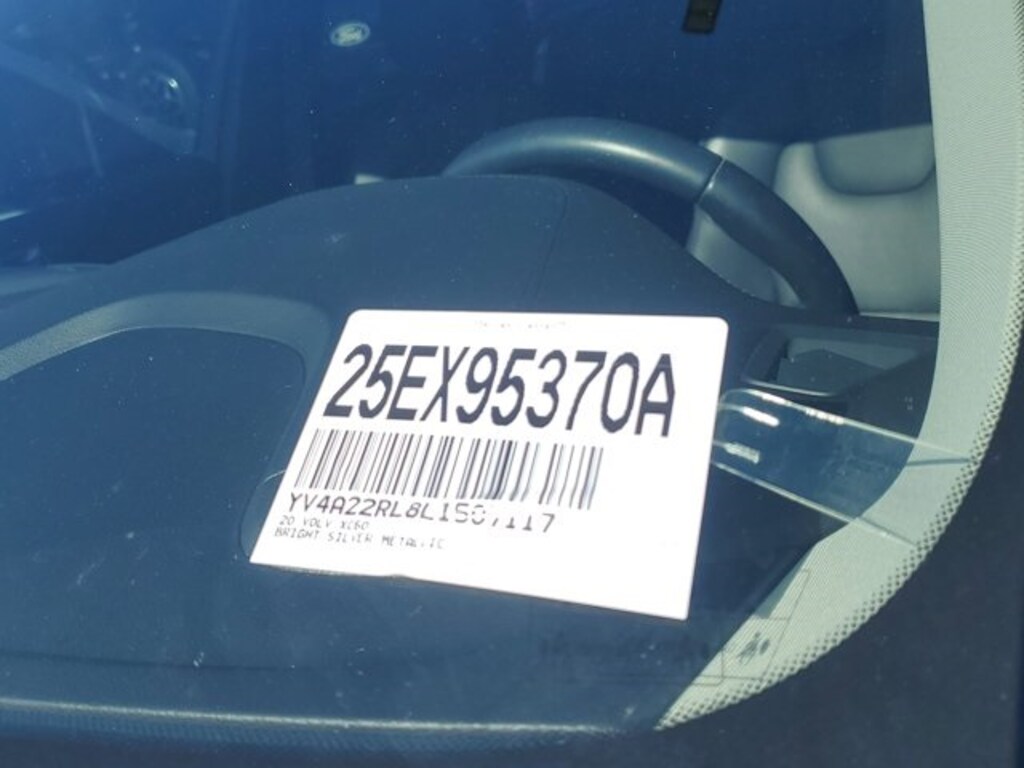 25EX95370A
YV4A22RL8L1507117
20 VOLV XC60
BRIGHT SILVER METALLIC